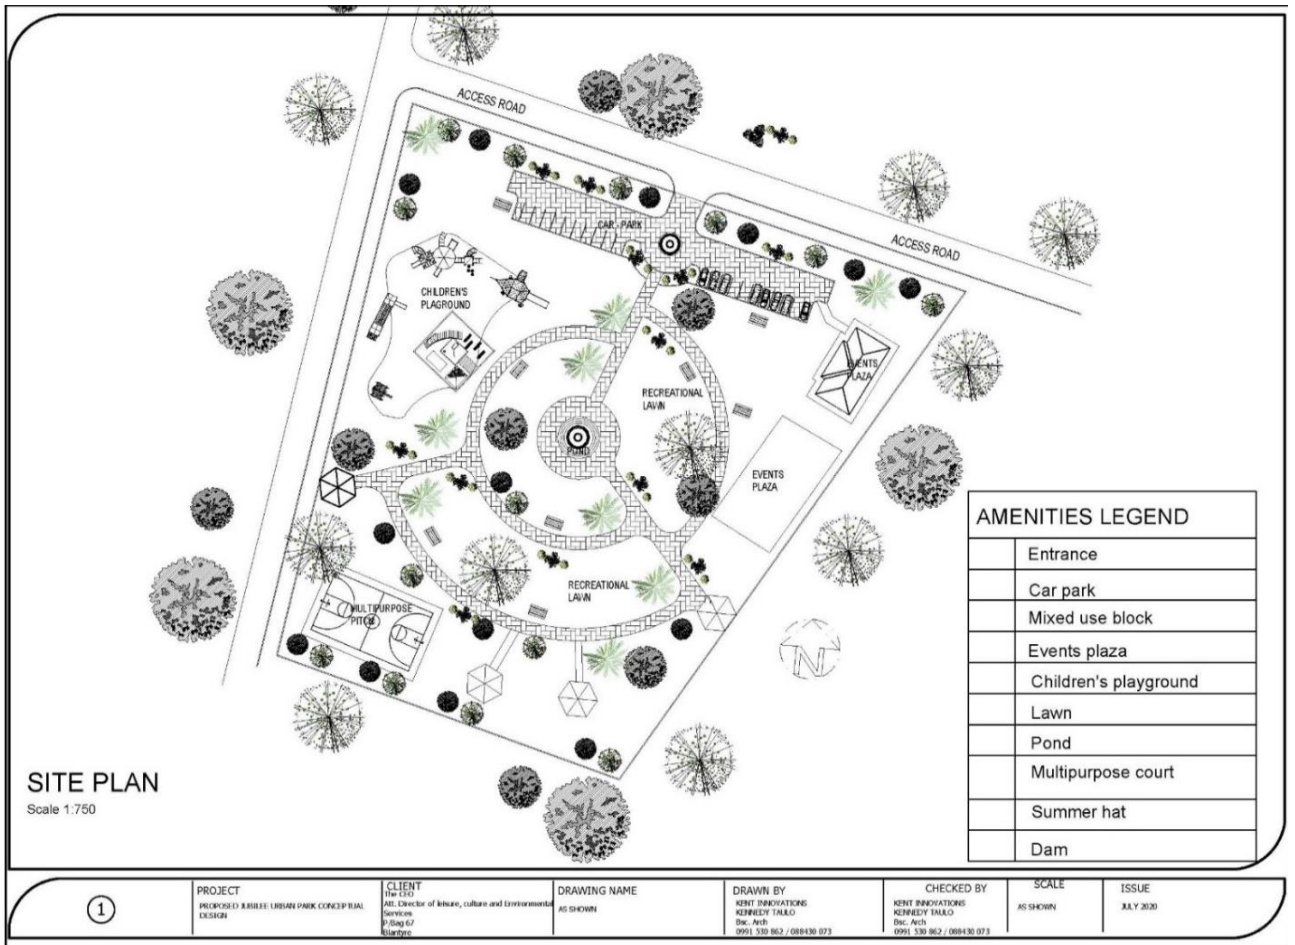 ACCESS ROAD
CAR - PARK
ACCESS ROAD
CHILDREN'S
PLAGROUND
EVENTS
PLAZA
RECREATIONAL
LAWN
POND
EVENTS
PLAZA
RECREATIONAL
LAWN
MULTIPURPOSE
PITCH
N
AMENITIES LEGEND
Entrance
Car park
Mixed use block
Events plaza
Children's playground
Lawn
Pond
Multipurpose court
Summer hat
Dam
SITE PLAN
Scale 1:750
1
PROJECT
PROPOSED JUBILEE URBAN PARK CONCEPTUAL
DESIGN
CLIENT
The CEO
Att. Director of leisure, culture and Environmental
Services
P/Bag 67
Blantyre
DRAWING NAME
AS SHOWN
DRAWN BY
KENT INNOVATIONS
KENNEDY TAULO
Bsc. Arch
0991 530 862 / 088430 073
CHECKED BY
KENT INNOVATIONS
KENNEDY TAULO
Bsc. Arch
0991 530 862 / 088430 073
SCALE
AS SHOWN
ISSUE
JULY 2020